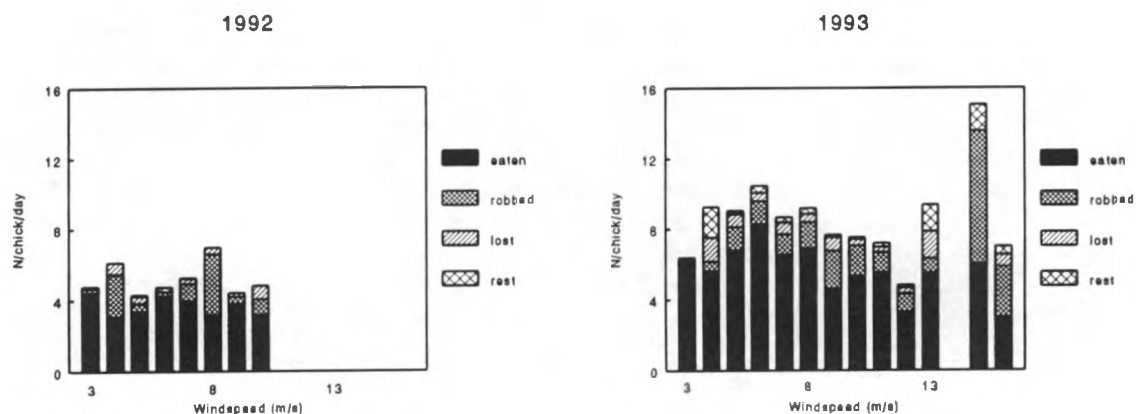 1992
16
12
8
4
0
N/chick/day
3 8 13
Windspeed (m/s)
eaten
robbed
lost
rest
1993
16
12
8
4
0
N/chick/day
3 8 13
Windspeed (m/s)
eaten
robbed
lost
rest